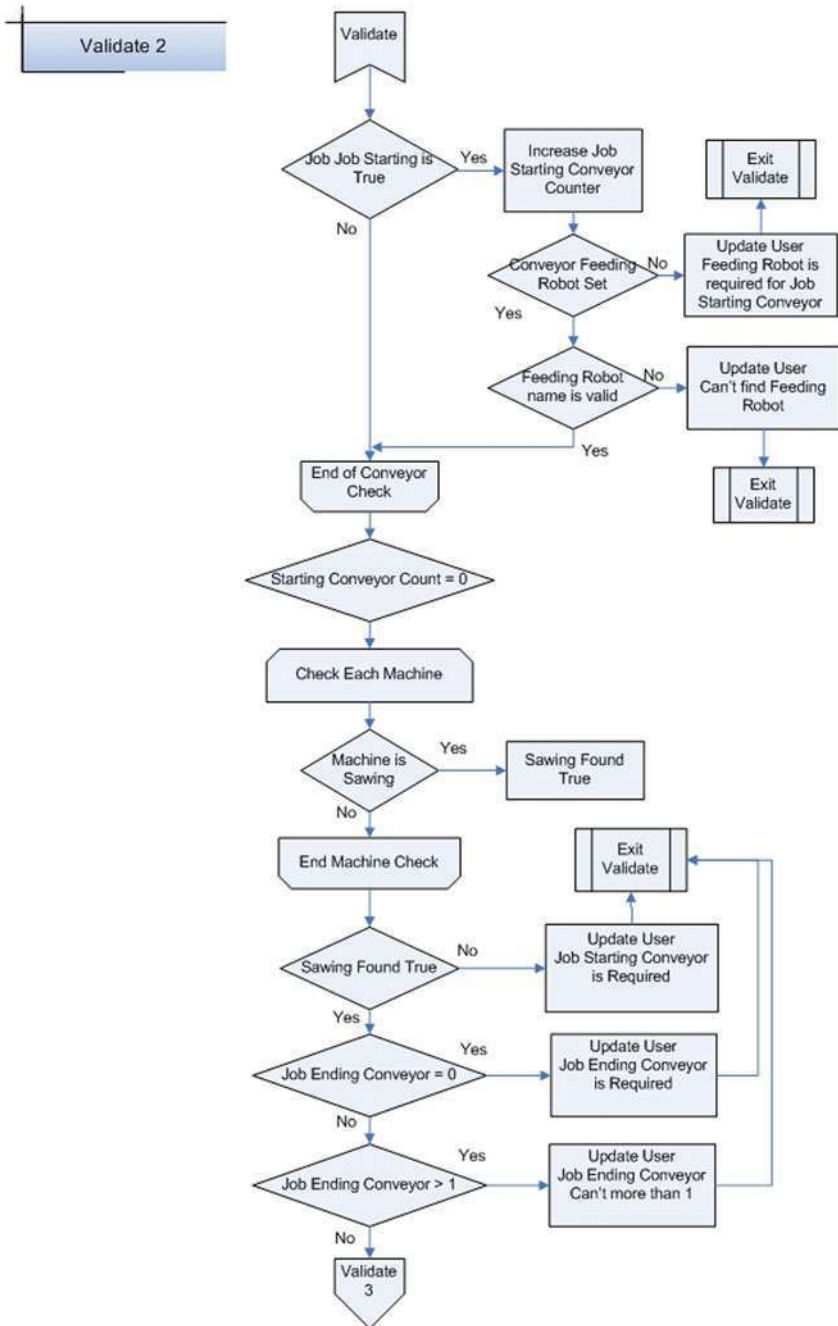 Validate 2
Validate
Job Job Starting is
True
Yes
No
Increase Job
Starting Conveyor
Counter
Exit
Validate
Conveyor Feeding
Robot Set
No
Yes
Update User
Feeding Robot is
required for Job
Starting Conveyor
Feeding Robot
name is valid
No
Yes
Update User
Can't find Feeding
Robot
Exit
Validate
End of Conveyor
Check
Starting Conveyor Count = 0
Check Each Machine
Machine is
Sawing
Yes
No
Sawing Found
True
End Machine Check
Exit
Validate
Sawing Found True
No
Yes
Update User
Job Starting Conveyor
is Required
Job Ending Conveyor = 0
Yes
No
Update User
Job Ending Conveyor
is Required
Job Ending Conveyor > 1
Yes
No
Update User
Job Ending Conveyor
Can't more than 1
Validate
3